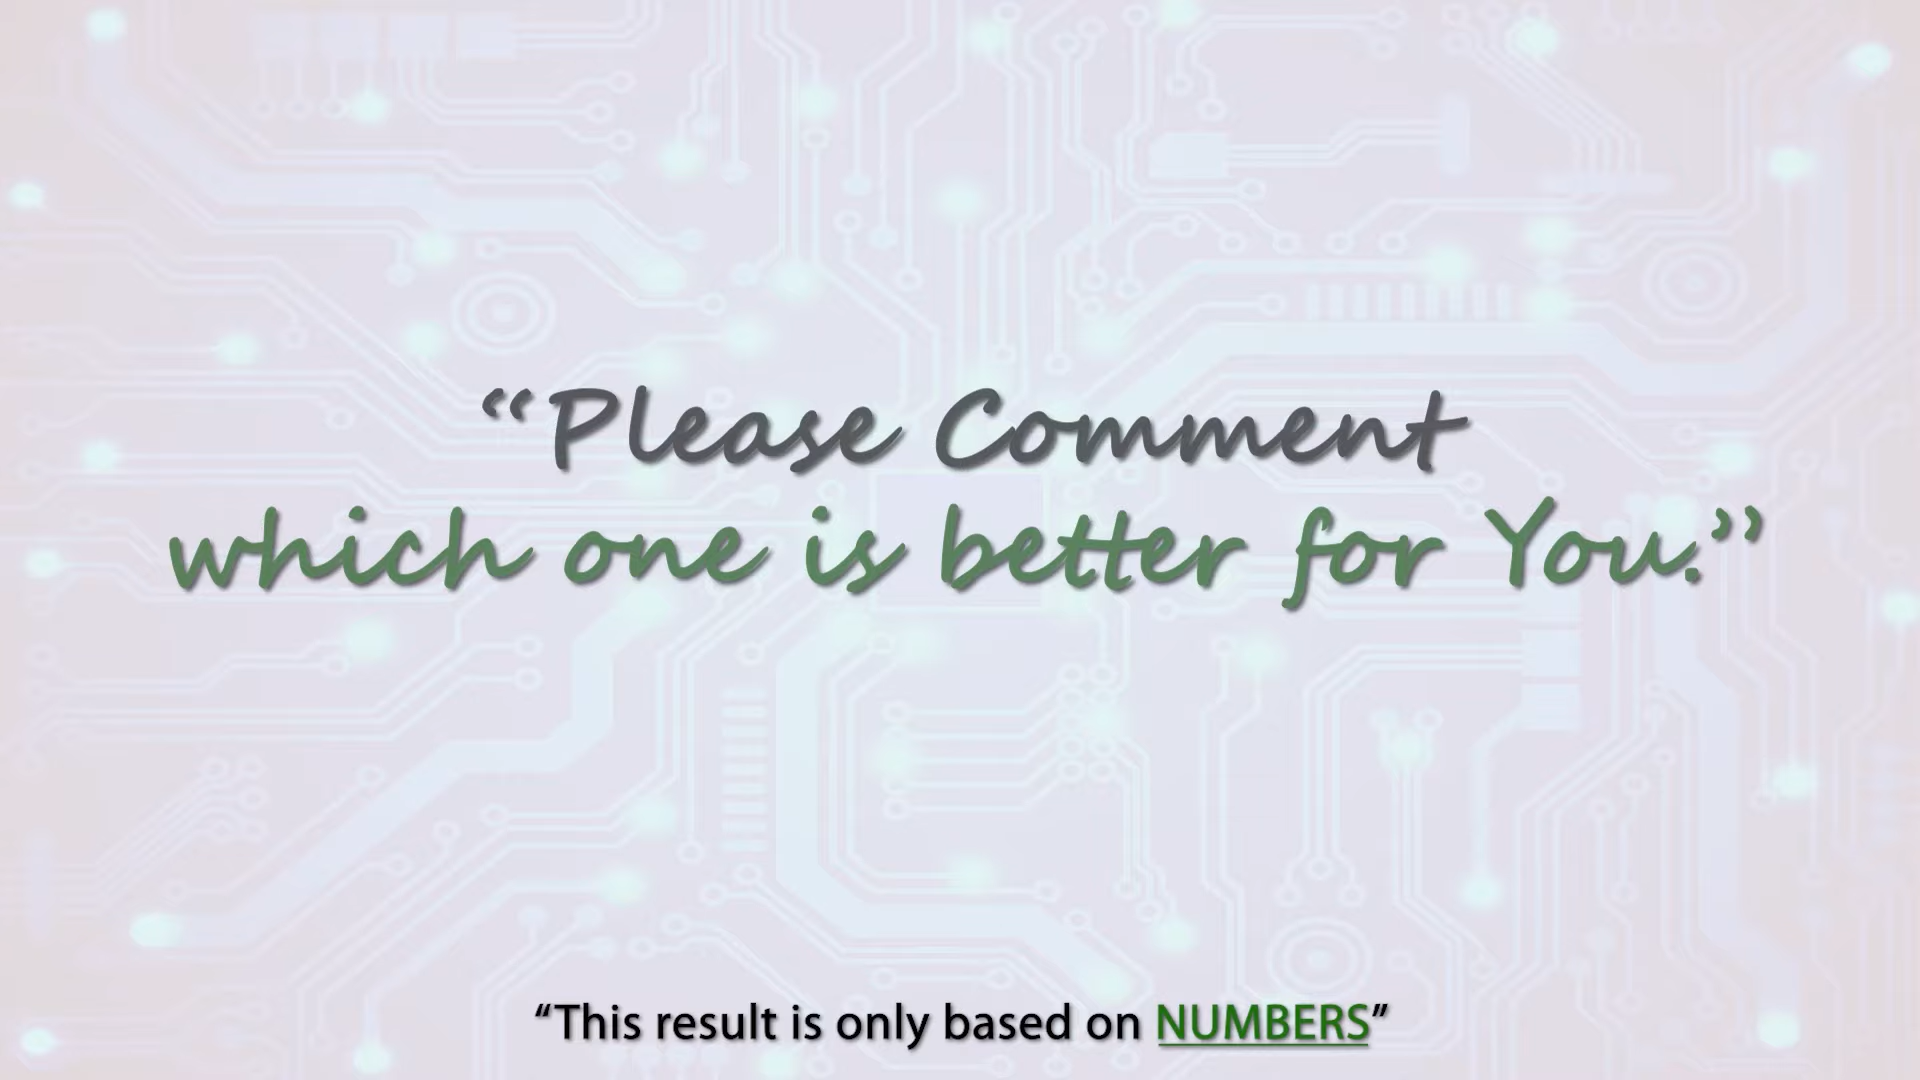 “Please Comment
which one is better for You.”
“This result is only based on NUMBERS”